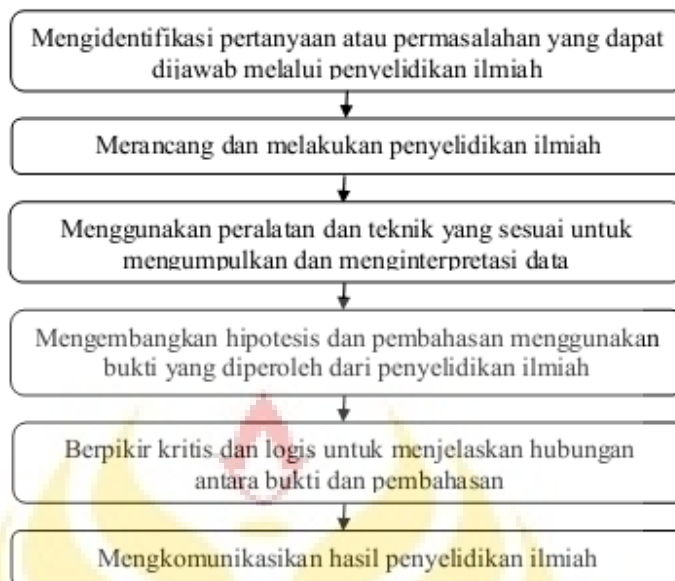 Mengidentifikasi pertanyaan atau permasalahan yang dapat
dijawab melalui penyelidikan ilmiah
Merancang dan melakukan penyelidikan ilmiah
Menggunakan peralatan dan teknik yang sesuai untuk
mengumpulkan dan menginterpretasi data
Mengembangkan hipotesis dan pembahasan menggunakan
bukti yang diperoleh dari penyelidikan ilmiah
Berpikir kritis dan logis untuk menjelaskan hubungan
antara bukti dan pembahasan
Mengkomunikasikan hasil penyelidikan ilmiah